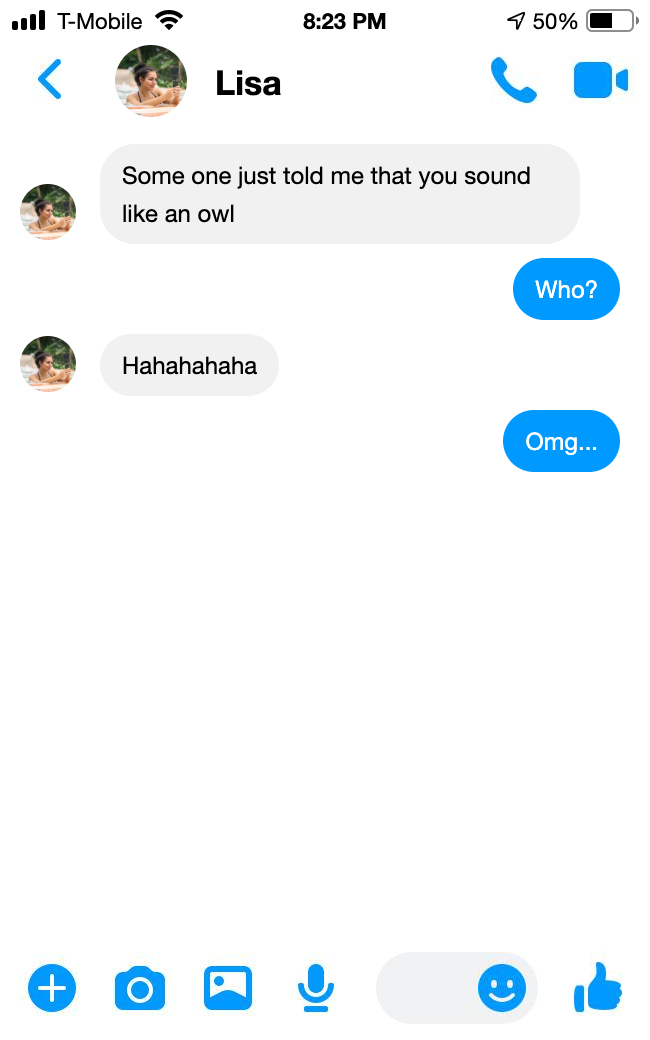 T-Mobile 8:23 PM 50%
Lisa
Some one just told me that you sound
like an owl
Who?
Hahahahaha
Omg...